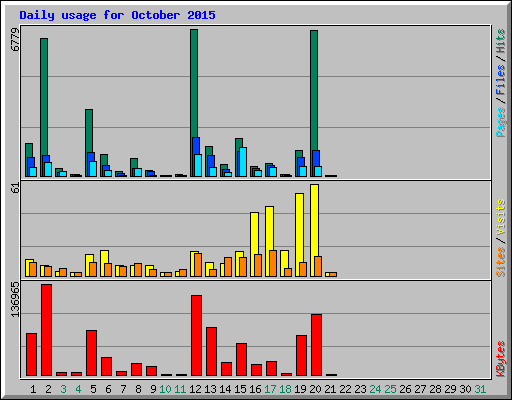 Daily usage for October 2015
6779
Pages / Files / Hits
61
Sites / Visits
136965
KBytes
1 2 3 4 5 6 7 8 9 10 11 12 13 14 15 16 17 18 19 20 21 22 23 24 25 26 27 28 29 30 31